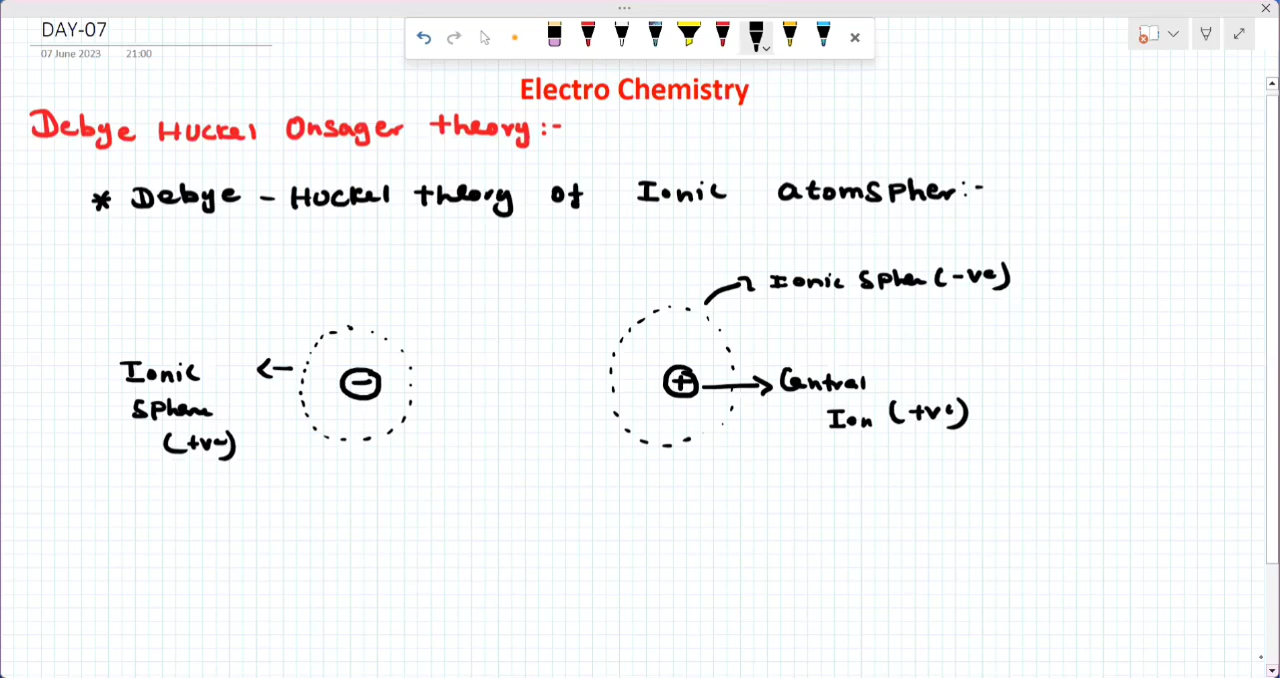 DAY-07
07 June 2023 21:00
Electro Chemistry
Debye Huckel Onsager theory:-
* Debye - Huckel theory of Ionic atomspher:-
Ionic spher (-ve)
Ionic
sphere
(+ve)
Central
Ion (+ve)